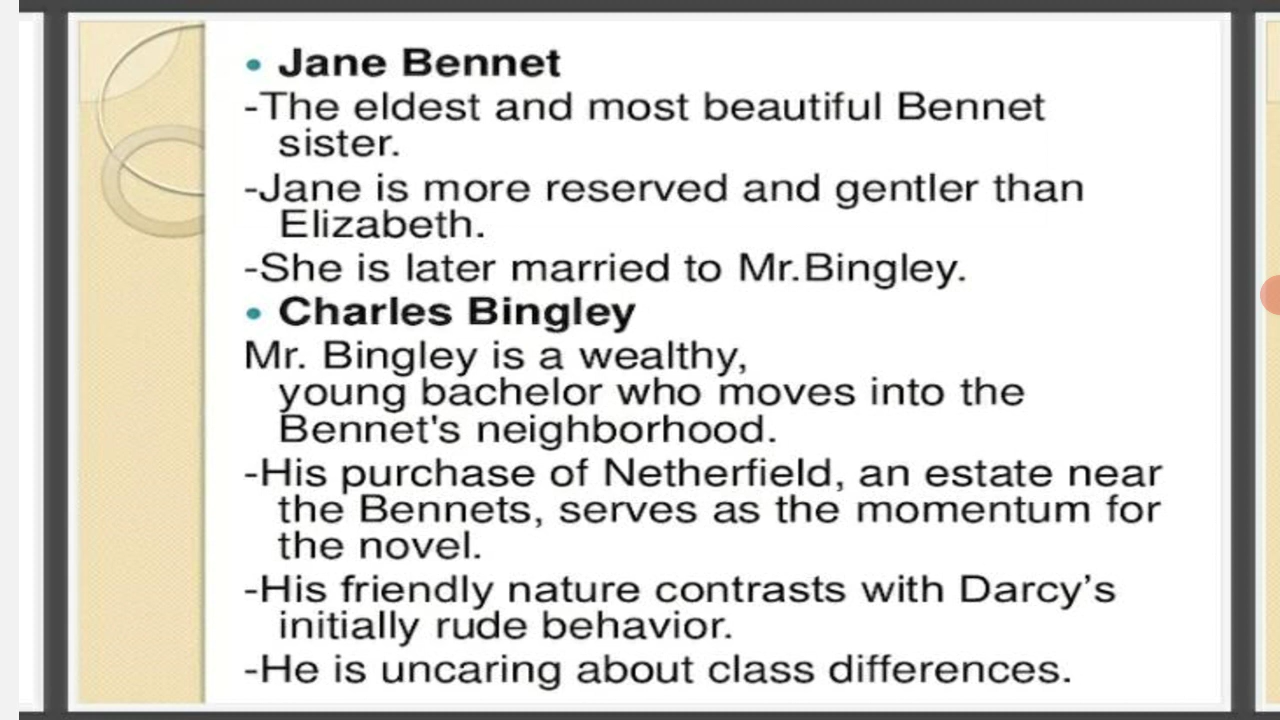 • Jane Bennet
-The eldest and most beautiful Bennet
sister.
-Jane is more reserved and gentler than
Elizabeth.
-She is later married to Mr.Bingley.
• Charles Bingley
Mr. Bingley is a wealthy,
young bachelor who moves into the
Bennet's neighborhood.
-His purchase of Netherfield, an estate near
the Bennets, serves as the momentum for
the novel.
-His friendly nature contrasts with Darcy’s
initially rude behavior.
-He is uncaring about class differences.